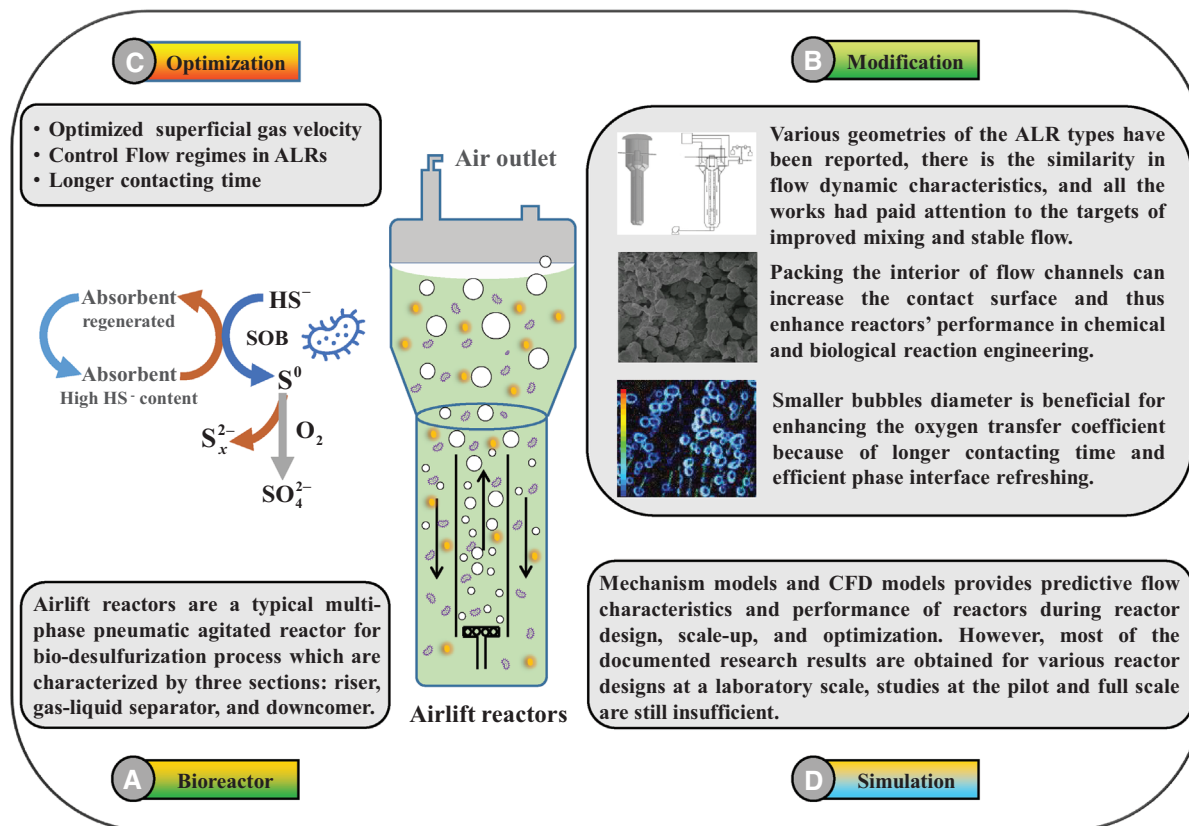 C Optimization
• Optimized superficial gas velocity
• Control Flow regimes in ALRs
• Longer contacting time
Absorbent
regenerated
Absorbent
High HS⁻ content
HS⁻
SOB
S⁰
Sₓ²⁻
O₂
SO₄²⁻
Air outlet
Airlift reactors
B Modification
Various geometries of the ALR types have
been reported, there is the similarity in
flow dynamic characteristics, and all the
works had paid attention to the targets of
improved mixing and stable flow.
Packing the interior of flow channels can
increase the contact surface and thus
enhance reactors’ performance in chemical
and biological reaction engineering.
Smaller bubbles diameter is beneficial for
enhancing the oxygen transfer coefficient
because of longer contacting time and
efficient phase interface refreshing.
Airlift reactors are a typical multi-
phase pneumatic agitated reactor for
bio-desulfurization process which are
characterized by three sections: riser,
gas-liquid separator, and downcomer.
A Bioreactor
Mechanism models and CFD models provides predictive flow
characteristics and performance of reactors during reactor
design, scale-up, and optimization. However, most of the
documented research results are obtained for various reactor
designs at a laboratory scale, studies at the pilot and full scale
are still insufficient.
D Simulation